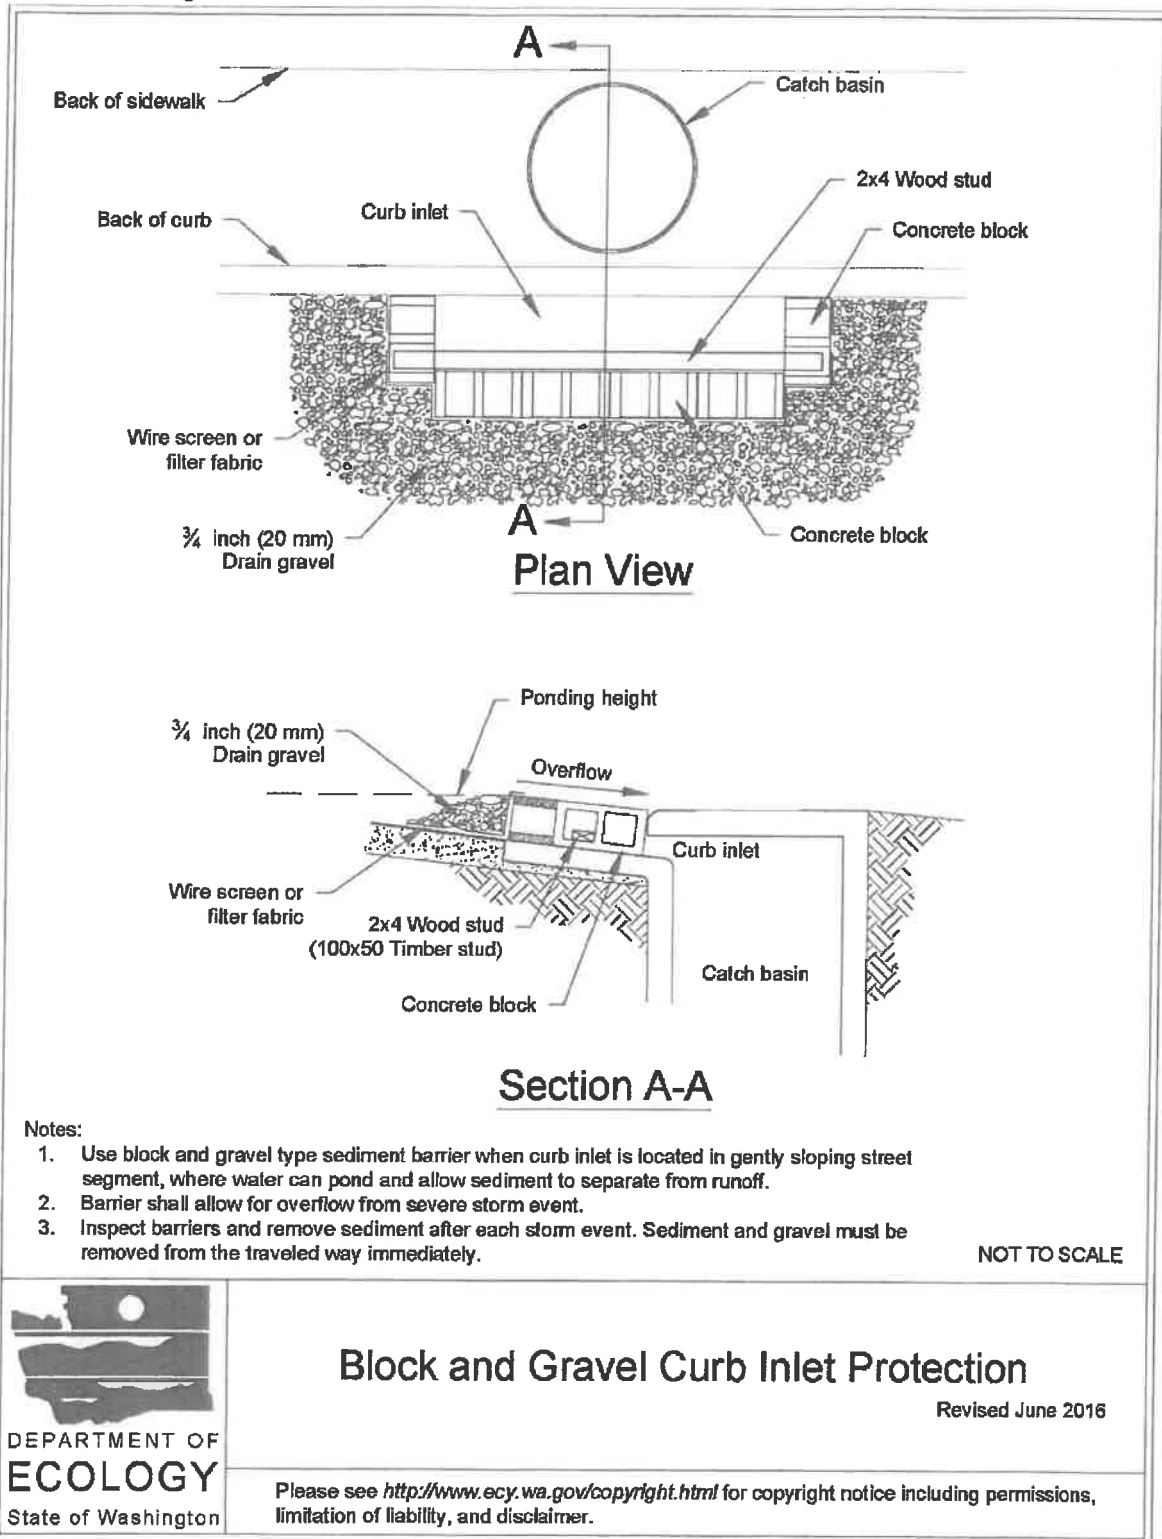 A
Back of sidewalk
Catch basin
2x4 Wood stud
Back of curb
Curb inlet
Concrete block
Wire screen or
filter fabric
¾ inch (20 mm)
Drain gravel
A
Concrete block
Plan View
Ponding height
¾ inch (20 mm)
Drain gravel
Overflow
Curb inlet
Wire screen or
filter fabric
2x4 Wood stud
(100x50 Timber stud)
Catch basin
Concrete block
Section A-A
Notes:
1. Use block and gravel type sediment barrier when curb inlet is located in gently sloping street
segment, where water can pond and allow sediment to separate from runoff.
2. Barrier shall allow for overflow from severe storm event.
3. Inspect barriers and remove sediment after each storm event. Sediment and gravel must be
removed from the traveled way immediately.
NOT TO SCALE
Block and Gravel Curb Inlet Protection
Revised June 2016
DEPARTMENT OF
ECOLOGY
State of Washington
Please see http://www.ecy.wa.gov/copyright.html for copyright notice including permissions,
limitation of liability, and disclaimer.